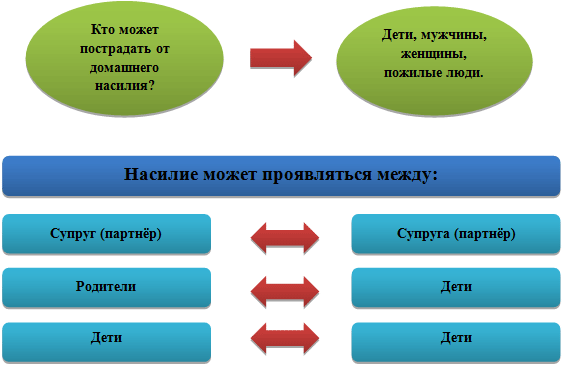 Кто может
пострадать от
домашнего
насилия?
Дети, мужчины,
женщины,
пожилые люди.
Насилие может проявляться между:
Супруг (партнёр)
Супруга (партнёр)
Родители
Дети
Дети
Дети